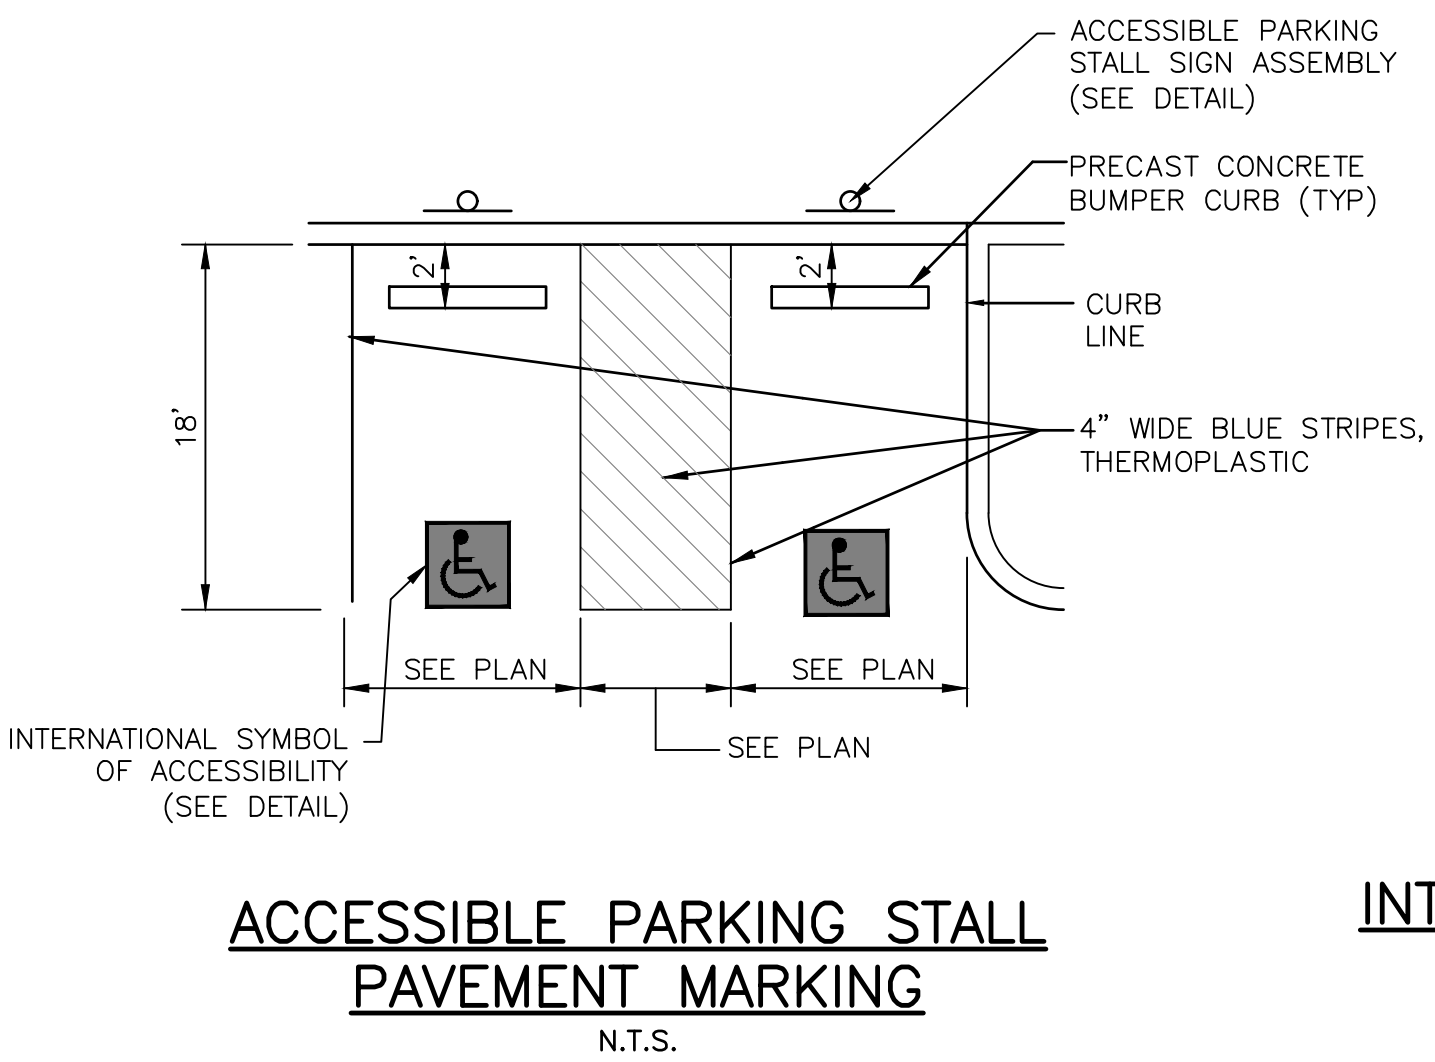 ACCESSIBLE PARKING
STALL SIGN ASSEMBLY
(SEE DETAIL)
PRECAST CONCRETE
BUMPER CURB (TYP)
2'
2'
CURB
LINE
18'
4" WIDE BLUE STRIPES,
THERMOPLASTIC
SEE PLAN
SEE PLAN
SEE PLAN
INTERNATIONAL SYMBOL
OF ACCESSIBILITY
(SEE DETAIL)
ACCESSIBLE PARKING STALL
PAVEMENT MARKING
N.T.S.